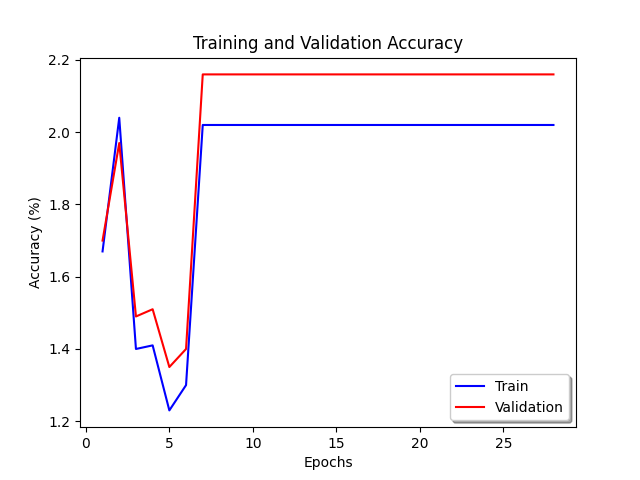 Training and Validation Accuracy
Accuracy (%)
2.2
2.0
1.8
1.6
1.4
1.2
0
5
10
15
20
25
Epochs
Train
Validation